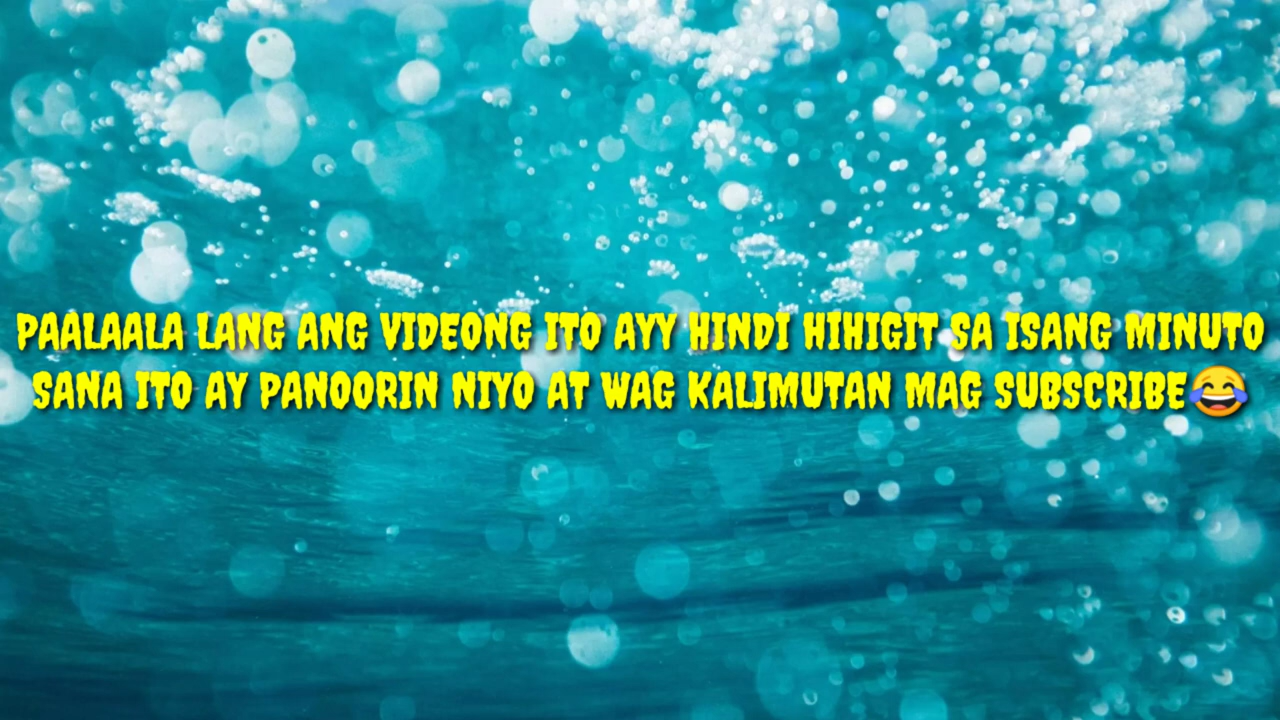 PAALAALA LANG ANG VIDEONG ITO AYY HINDI HIHIGIT SA ISANG MINUTO
SANA ITO AY PANOORIN NIYO AT WAG KALIMUTAN MAG SUBSCRIBE😂